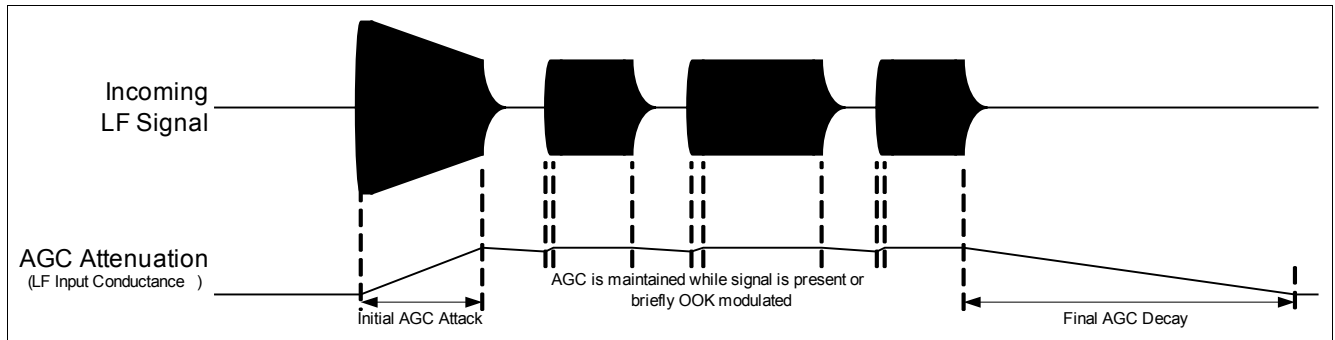 Incoming
LF Signal
AGC Attenuation
(LF Input Conductance )
AGC is maintained while signal is present or
briefly OOK modulated
Initial AGC Attack
Final AGC Decay